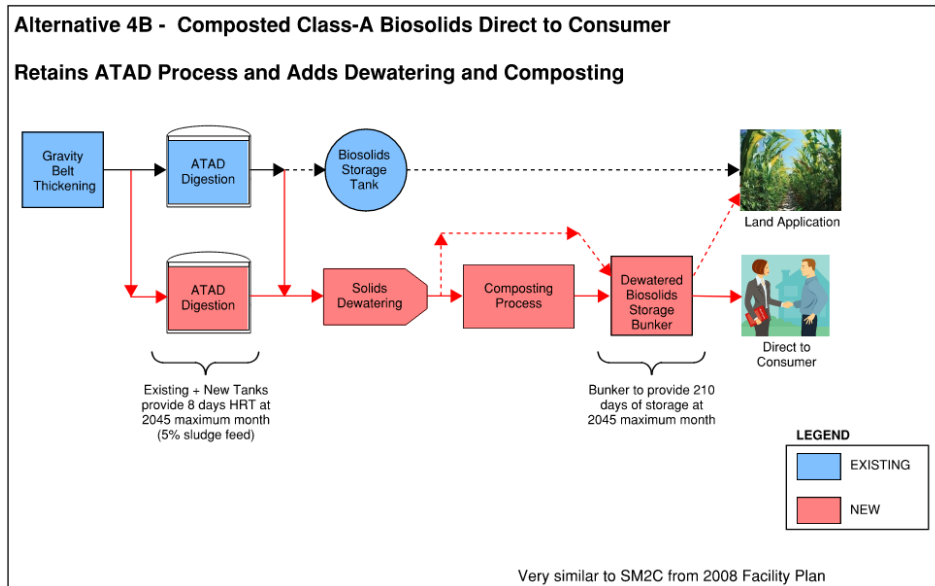 Alternative 4B - Composted Class-A Biosolids Direct to Consumer
Retains ATAD Process and Adds Dewatering and Composting
Gravity
Belt
Thickening
ATAD
Digestion
Biosolids
Storage
Tank
Land Application
ATAD
Digestion
Solids
Dewatering
Composting
Process
Dewatered
Biosolids
Storage
Bunker
Direct to
Consumer
Existing + New Tanks
provide 8 days HRT at
2045 maximum month
(5% sludge feed)
Bunker to provide 210
days of storage at
2045 maximum month
LEGEND
EXISTING
NEW
Very similar to SM2C from 2008 Facility Plan